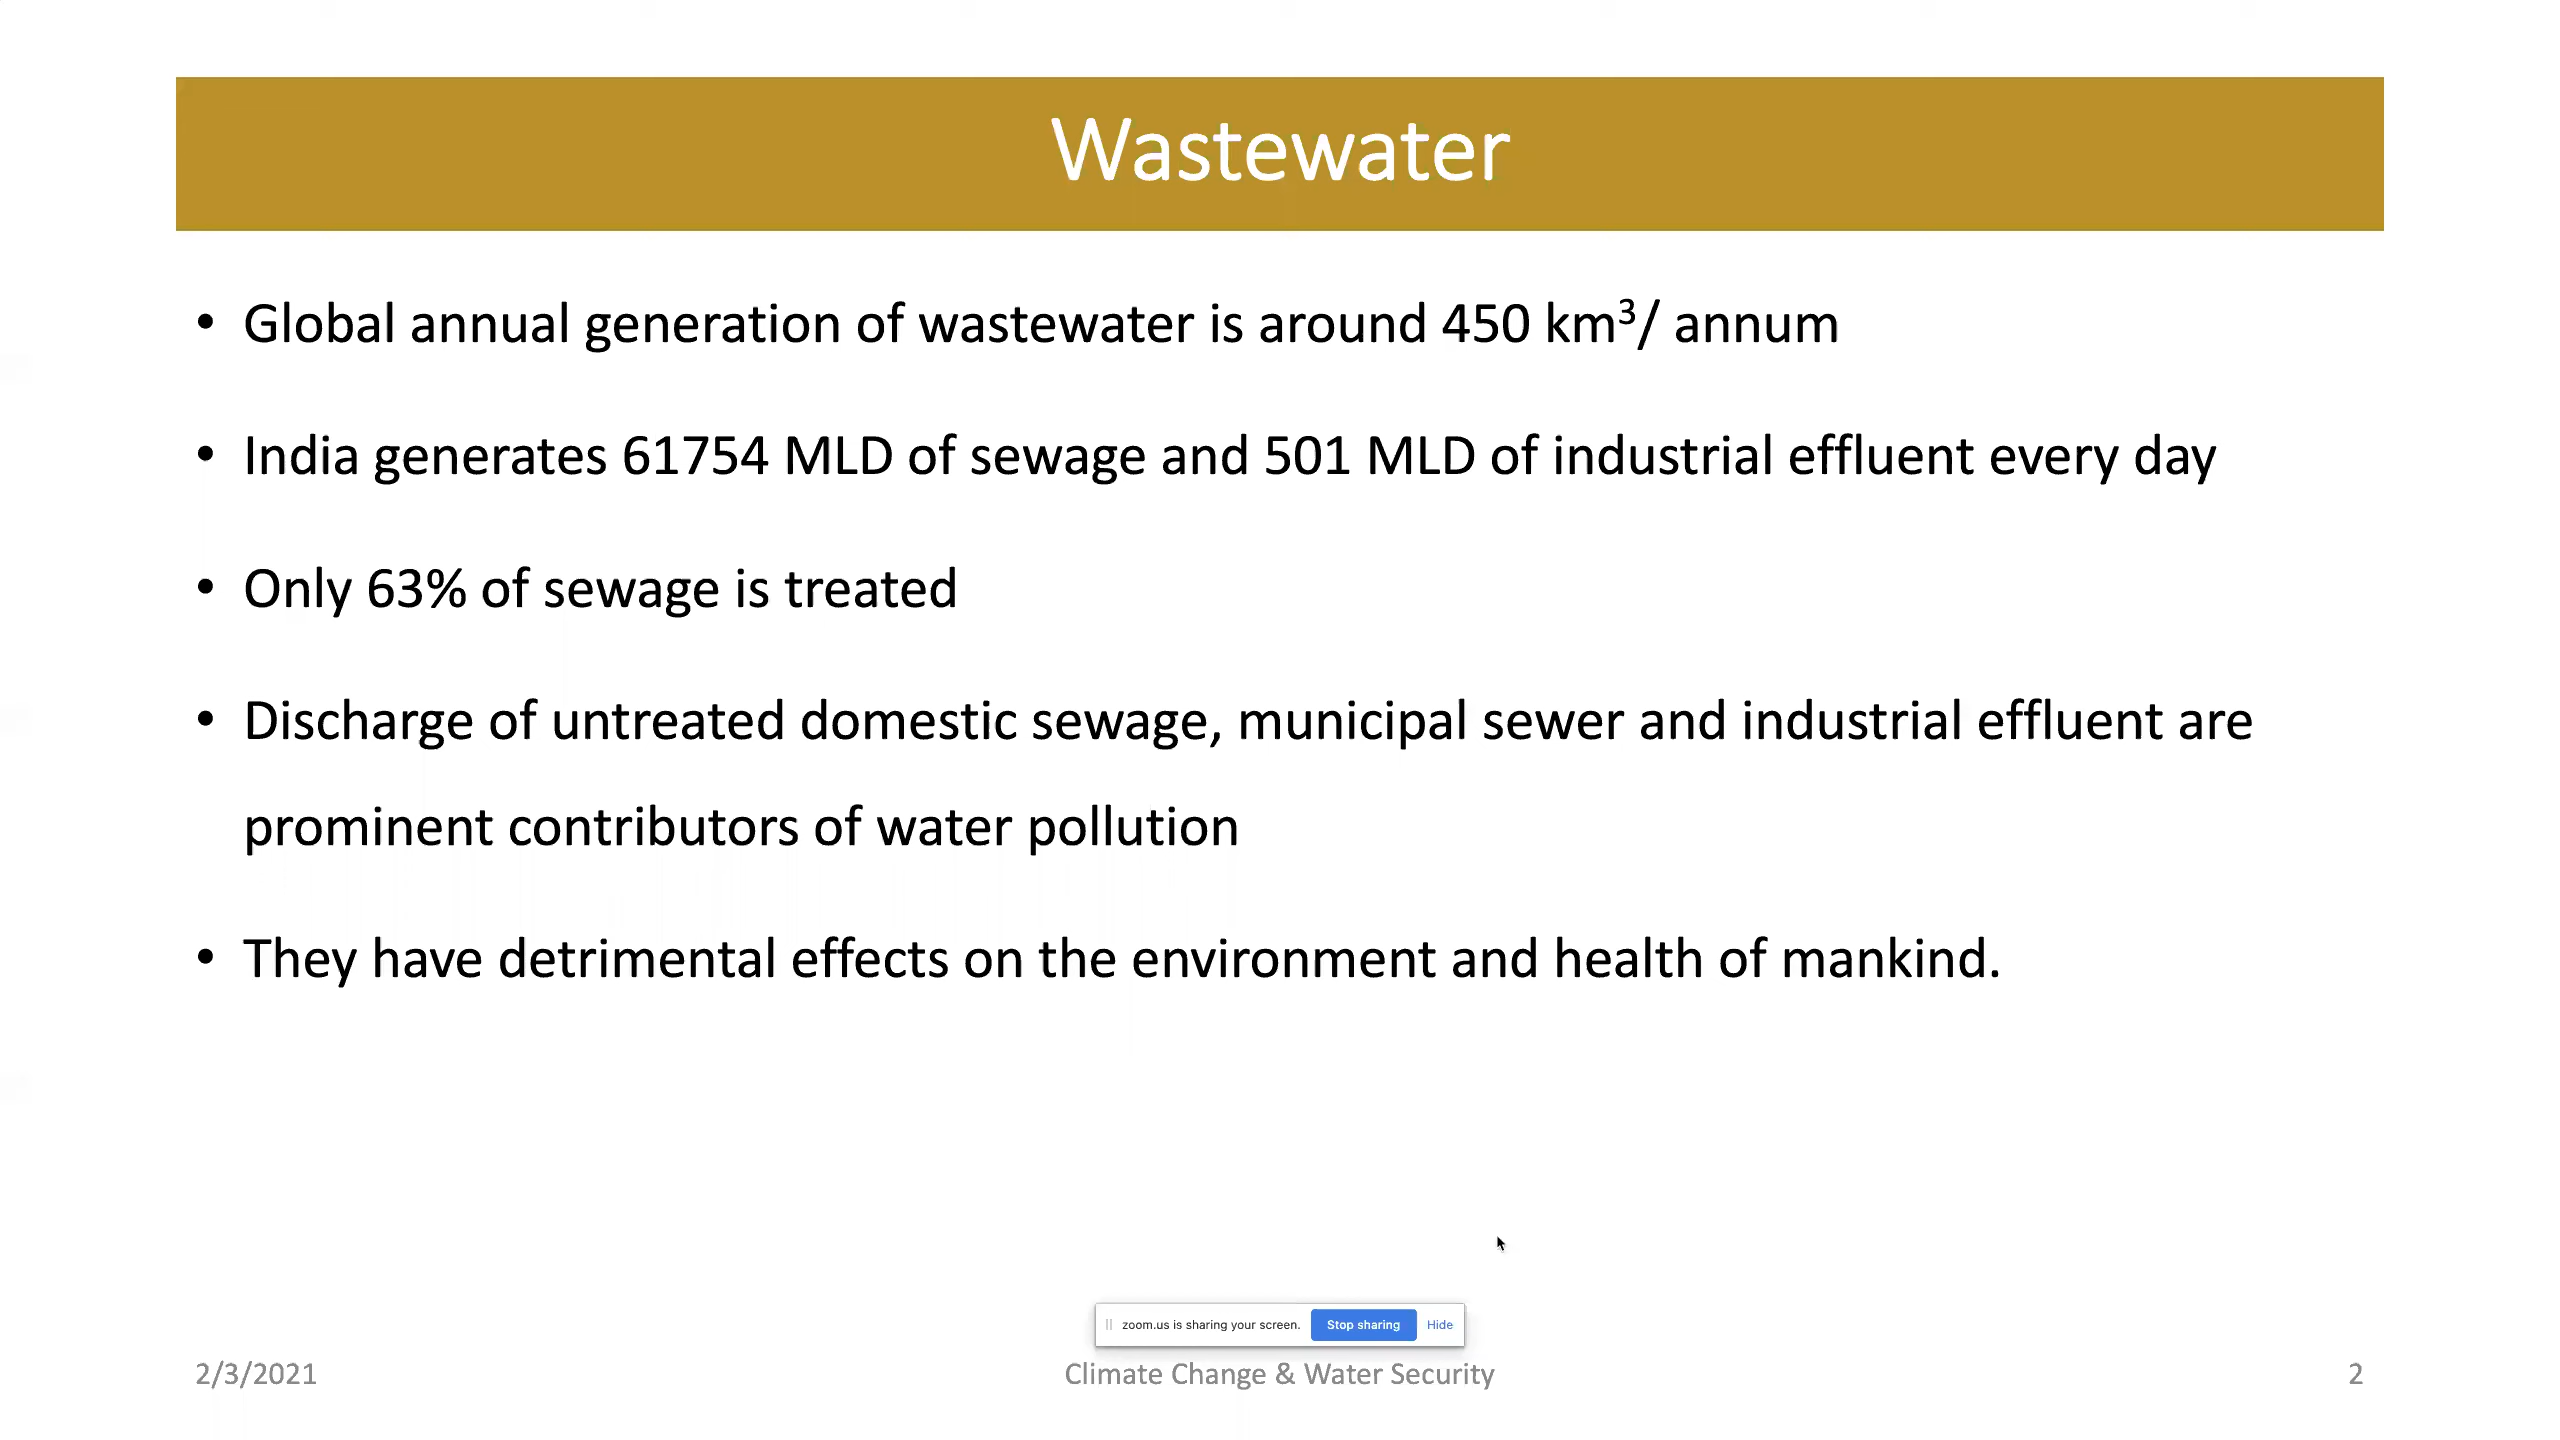 Wastewater
• Global annual generation of wastewater is around 450 km³/ annum
• India generates 61754 MLD of sewage and 501 MLD of industrial effluent every day
• Only 63% of sewage is treated
• Discharge of untreated domestic sewage, municipal sewer and industrial effluent are
prominent contributors of water pollution
• They have detrimental effects on the environment and health of mankind.
zoom.us is sharing your screen. Stop sharing Hide
2/3/2021 Climate Change & Water Security 2